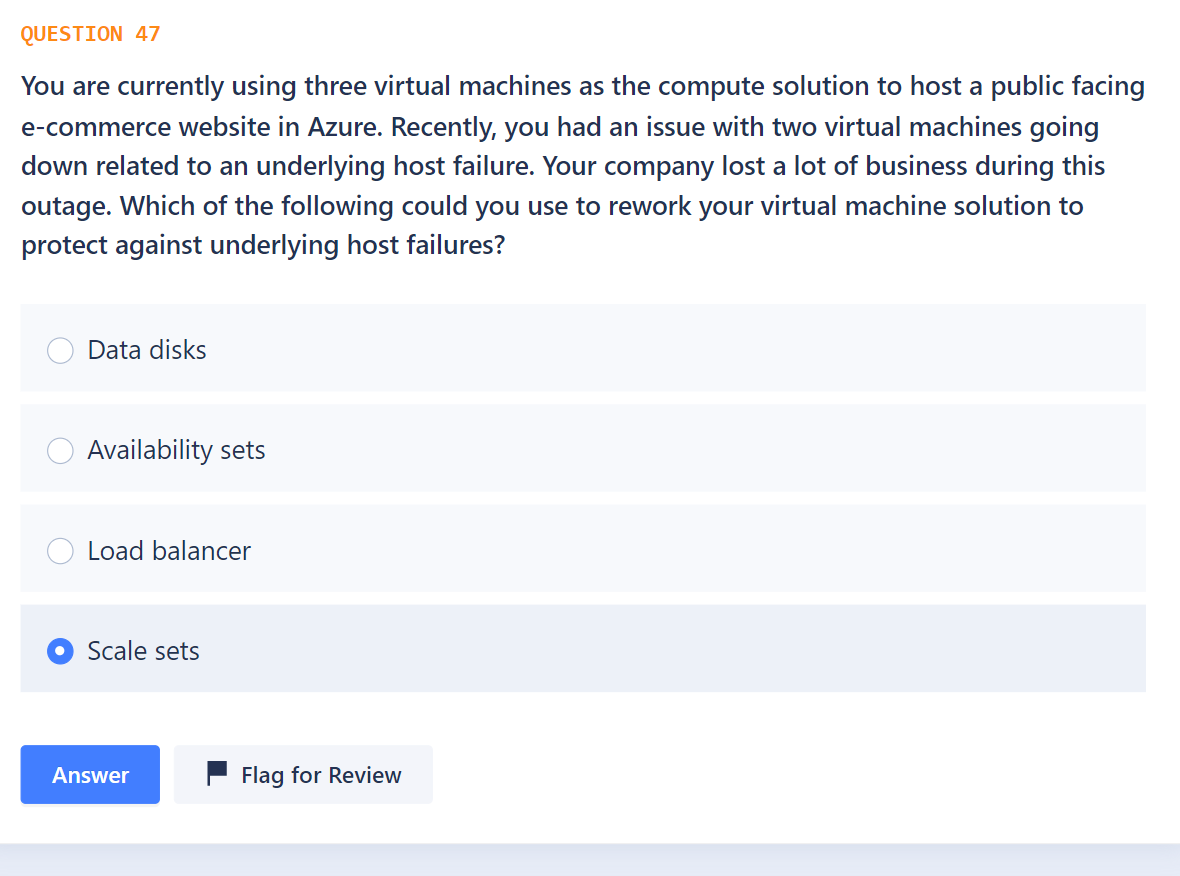 QUESTION 47
You are currently using three virtual machines as the compute solution to host a public facing
e-commerce website in Azure. Recently, you had an issue with two virtual machines going
down related to an underlying host failure. Your company lost a lot of business during this
outage. Which of the following could you use to rework your virtual machine solution to
protect against underlying host failures?
Data disks
Availability sets
Load balancer
Scale sets
Answer
Flag for Review